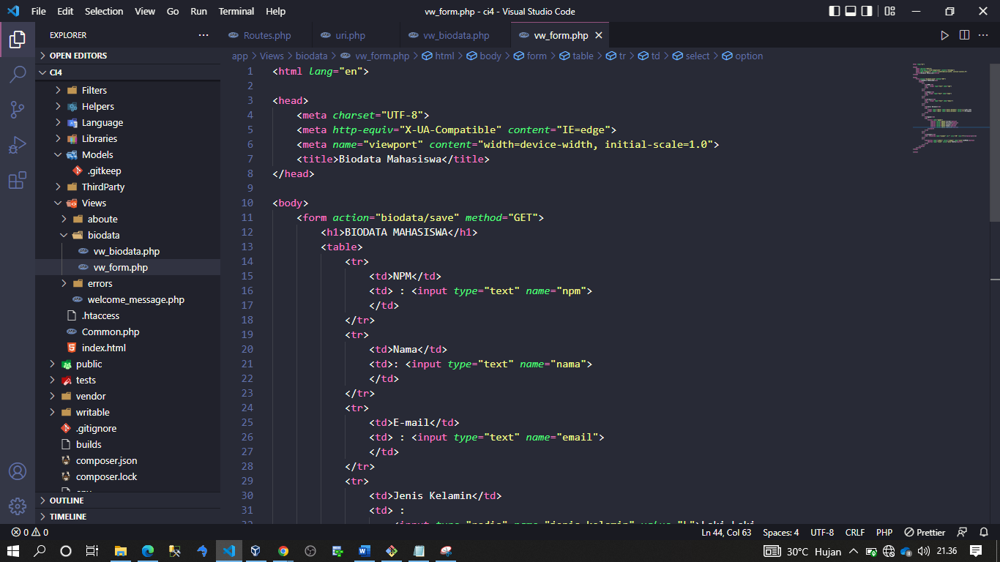 File Edit Selection View Go Run Terminal Help
vw_form.php - ci4 - Visual Studio Code
EXPLORER
OPEN EDITORS
CI4
Filters
Helpers
Language
Libraries
Models
.gitkeep
ThirdParty
Views
aboute
biodata
vw_biodata.php
vw_form.php
errors
welcome_message.php
.htaccess
Common.php
index.html
public
tests
vendor
writable
.gitignore
builds
composer.json
composer.lock
OUTLINE
TIMELINE
Routes.php uri.php vw_biodata.php vw_form.php
app > Views > biodata > vw_form.php > html > body > form > table > tr > td > select > option
1 <html lang="en">
2
3 <head>
4 <meta charset="UTF-8">
5 <meta http-equiv="X-UA-Compatible" content="IE=edge">
6 <meta name="viewport" content="width=device-width, initial-scale=1.0">
7 <title>Biodata Mahasiswa</title>
8 </head>
9
10 <body>
11 <form action="biodata/save" method="GET">
12 <h1>BIODATA MAHASISWA</h1>
13 <table>
14 <tr>
15 <td>NPM</td>
16 <td> : <input type="text" name="npm">
17 </td>
18 </tr>
19 <tr>
20 <td>Nama</td>
21 <td>: <input type="text" name="nama">
22 </td>
23 </tr>
24 <tr>
25 <td>E-mail</td>
26 <td> : <input type="text" name="email">
27 </td>
28 </tr>
29 <tr>
30 <td>Jenis Kelamin</td>
31 <td> :
0 0
Ln 44, Col 63 Spaces: 4 UTF-8 CRLF PHP Prettier
30°C Hujan 21.36